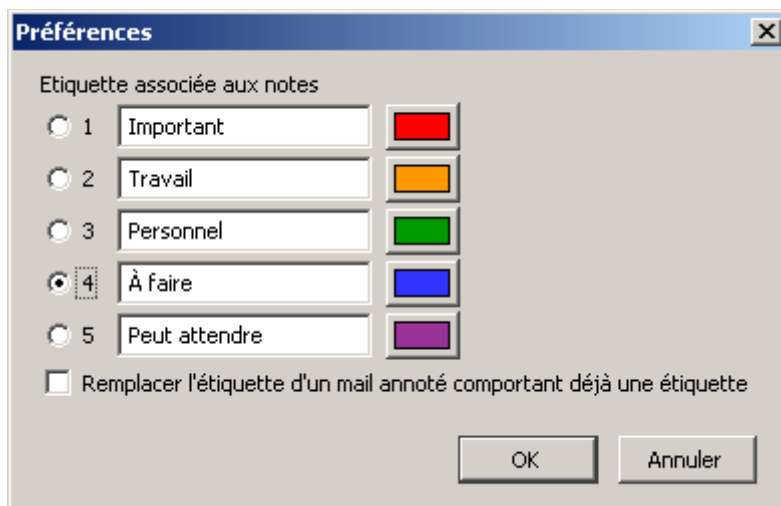 Préférences
Etiquette associée aux notes
1 Important
2 Travail
3 Personnel
4 À faire
5 Peut attendre
Remplacer l'étiquette d'un mail annoté comportant déjà une étiquette
OK Annuler